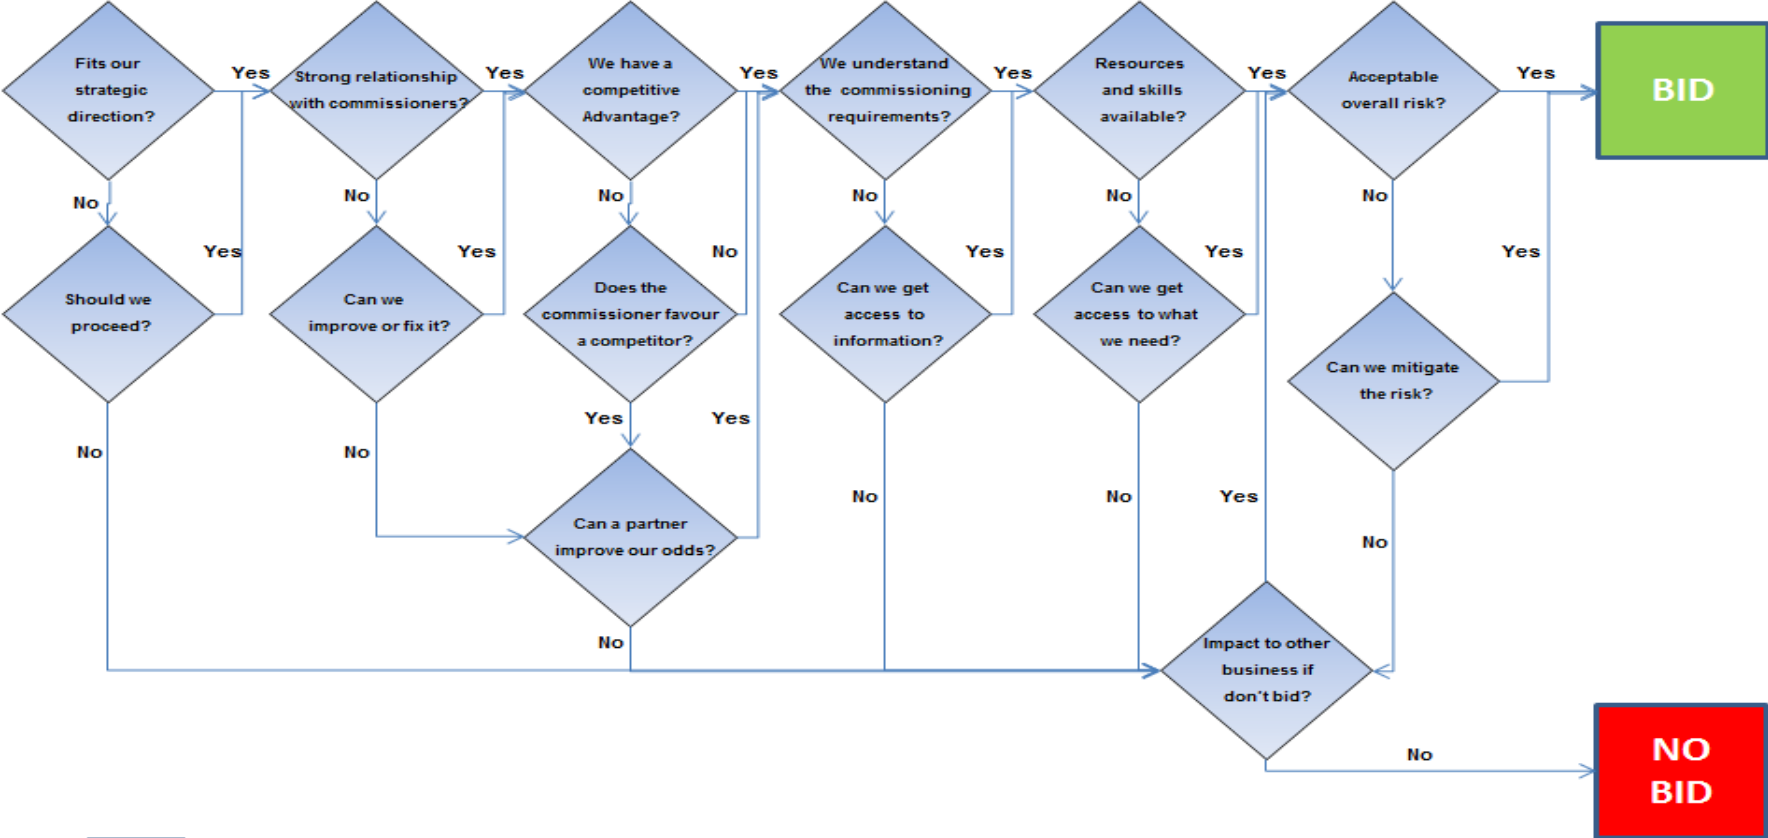 Fits our
strategic
direction?
Yes
Strong relationship
with commissioners?
Yes
We have a
competitive
Advantage?
Yes
We understand
the commissioning
requirements?
Yes
Resources
and skills
available?
Yes
Acceptable
overall risk?
Yes
BID
No
No
No
No
No
No
Should we
proceed?
Yes
Can we
improve or fix it?
Yes
Does the
commissioner favour
a competitor?
No
Can we get
access to
information?
Yes
Can we get
access to what
we need?
Yes
Can we mitigate
the risk?
Yes
No
No
Yes
Yes
No
No
Yes
No
Can a partner
improve our odds?
No
Impact to other
business if
don't bid?
No
NO
BID